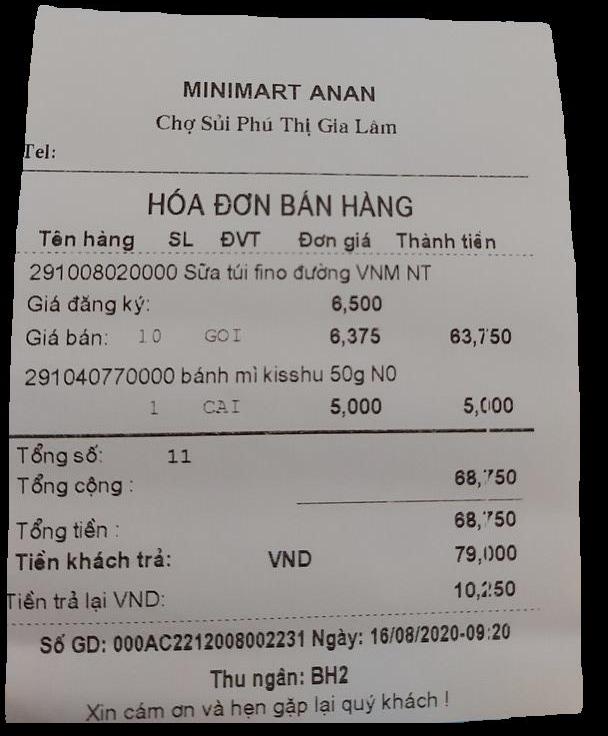 MINIMART ANAN
Chợ Sủi Phú Thị Gia Lâm
Tel:
HÓA ĐƠN BÁN HÀNG
Tên hàng SL ĐVT Đơn giá Thành tiền
291008020000 Sữa túi fino đường VNM NT
Giá đăng ký: 6,500
Giá bán: 10 GOI 6,375 63,750
291040770000 bánh mì kisshu 50g N0
1 CAI 5,000 5,000
Tổng số: 11
Tổng cộng : 68,750
Tổng tiền : 68,750
Tiền khách trả: VND 79,000
Tiền trả lại VND: 10,250
Số GD: 000AC2212008002231 Ngày: 16/08/2020-09:20
Thu ngân: BH2
Xin cám ơn và hẹn gặp lại quý khách !